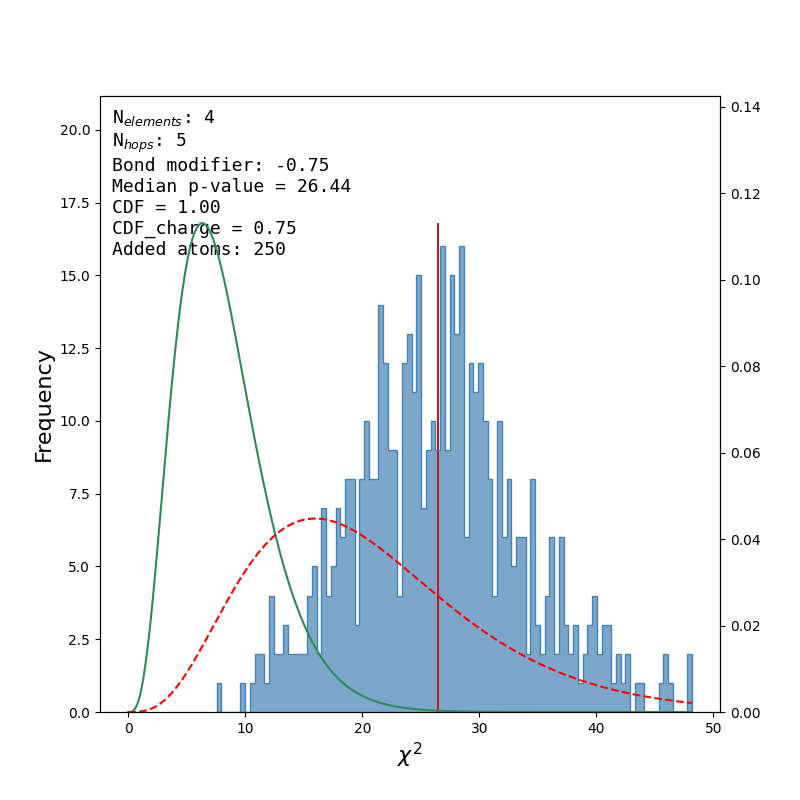 N_elements: 4
N_hops: 5
Bond modifier: -0.75
Median p-value = 26.44
CDF = 1.00
CDF_charge = 0.75
Added atoms: 250
Frequency
20.0
17.5
15.0
12.5
10.0
7.5
5.0
2.5
0.0
0.14
0.12
0.10
0.08
0.06
0.04
0.02
0.00
0 10 20 30 40 50
χ²